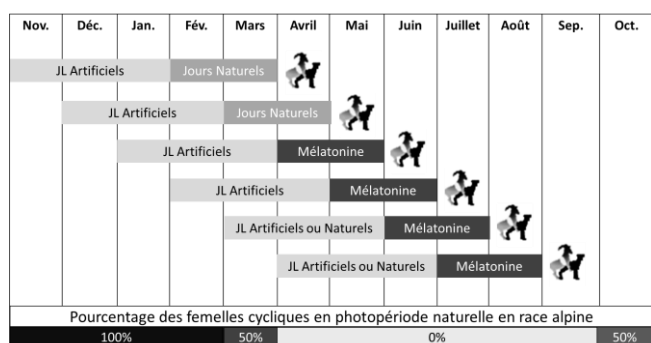 Nov. Déc. Jan. Fév. Mars Avril Mai Juin Juillet Août Sep. Oct.
JL Artificiels Jours Naturels
JL Artificiels Jours Naturels
JL Artificiels Mélatonine
JL Artificiels Mélatonine
JL Artificiels ou Naturels Mélatonine
JL Artificiels ou Naturels Mélatonine
Pourcentage des femelles cycliques en photopériode naturelle en race alpine
100% 50% 0% 50%